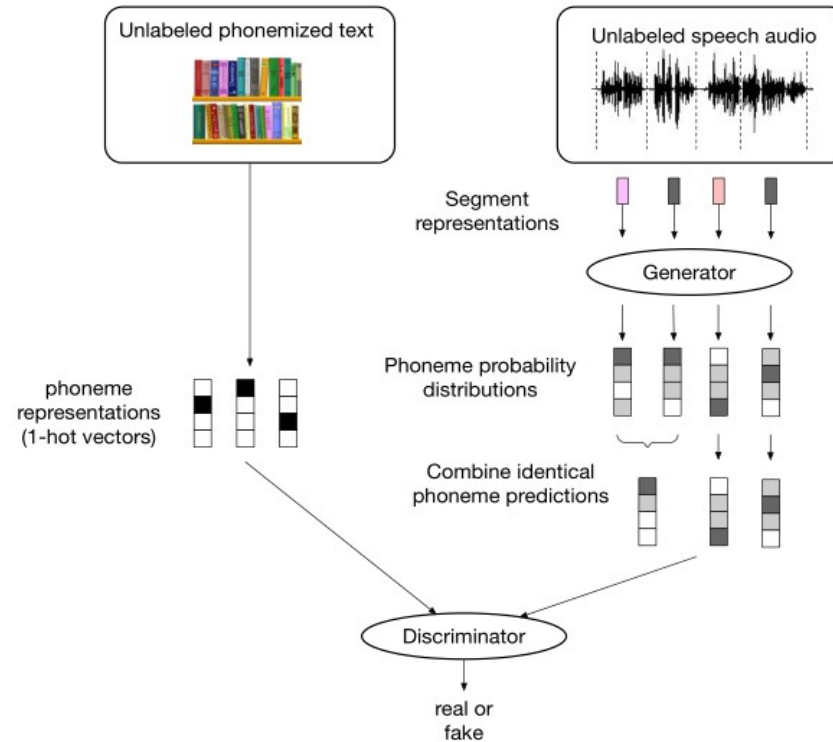 Unlabeled phonemized text
Unlabeled speech audio
Segment
representations
Generator
Phoneme probability
distributions
phoneme
representations
(1-hot vectors)
Combine identical
phoneme predictions
Discriminator
real or
fake